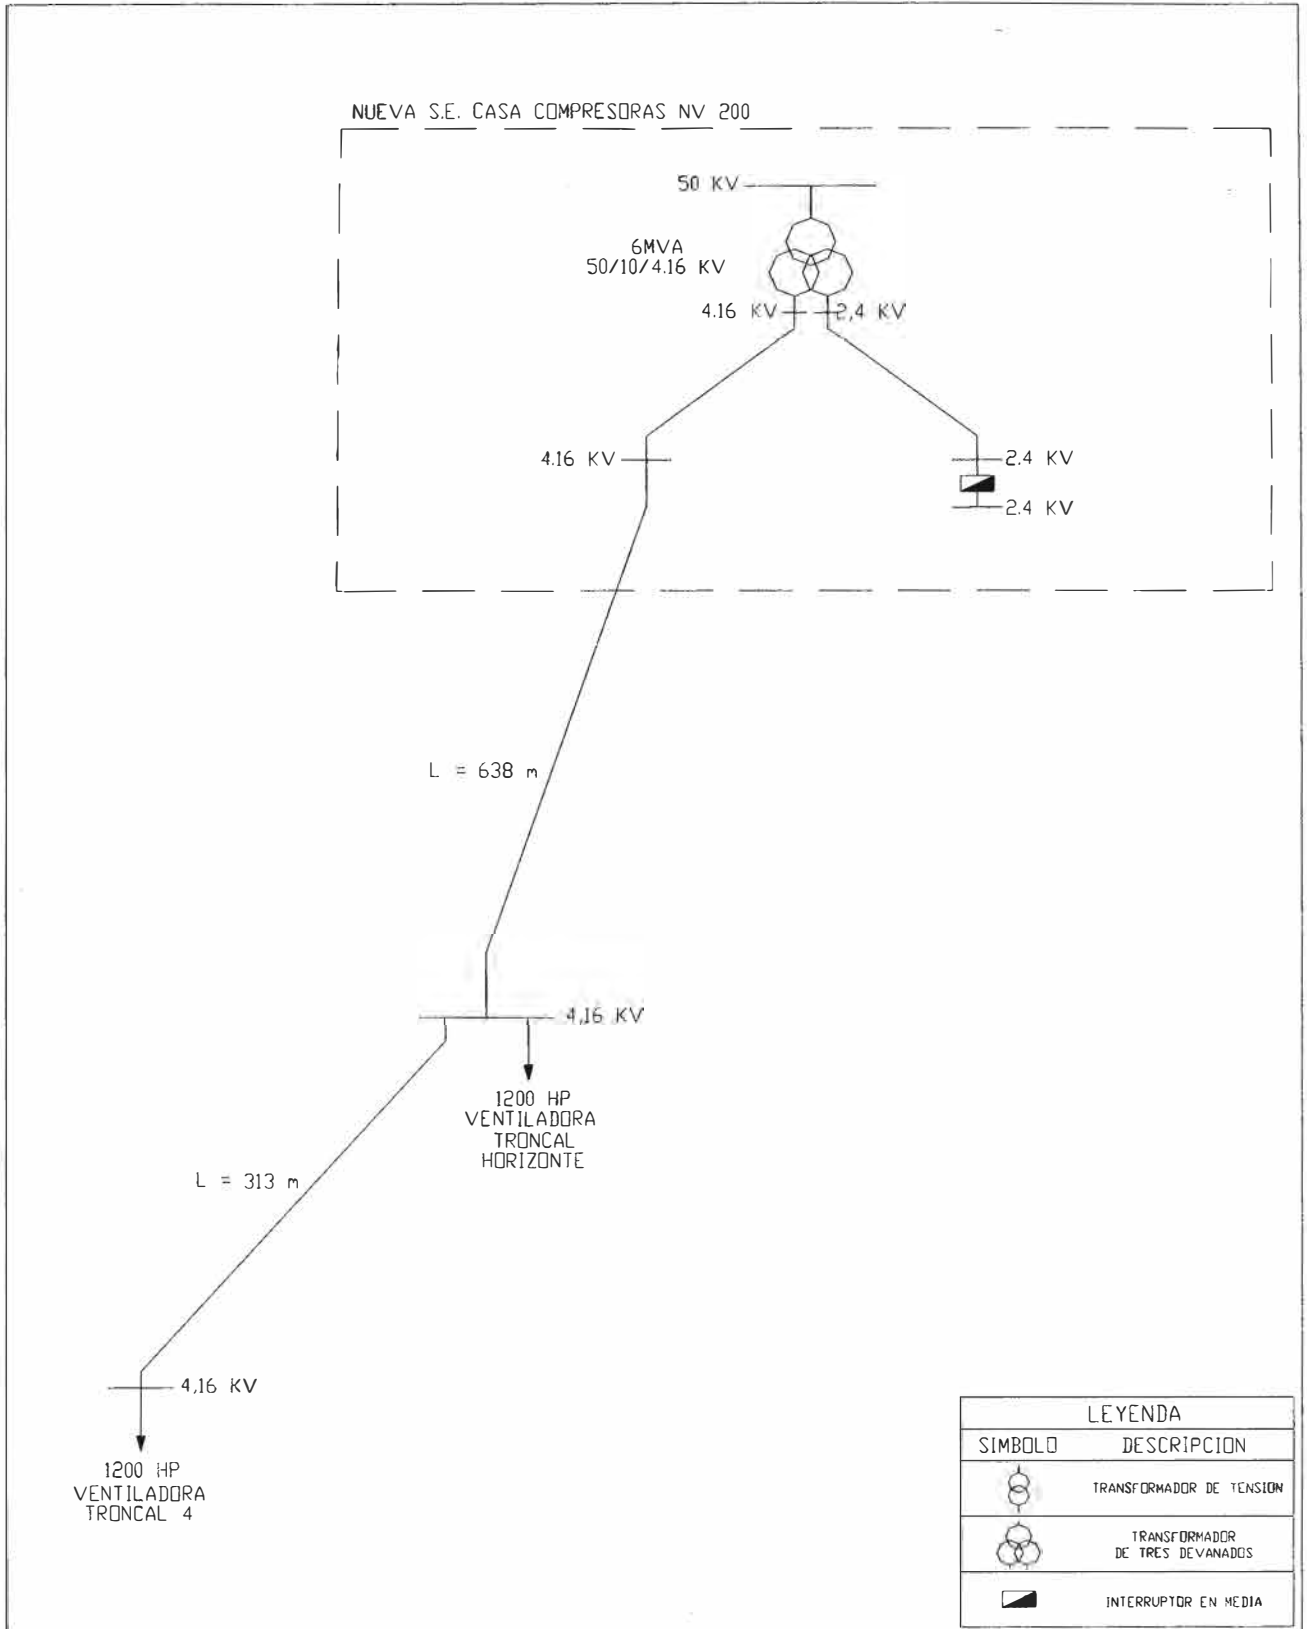 NUEVA S.E. CASA COMPRESORAS NV 200
50 KV
6MVA
50/10/4.16 KV
4.16 KV
2,4 KV
4.16 KV
2.4 KV
2.4 KV
L = 638 m
4,16 KV
1200 HP
VENTILADORA
TRONCAL
HORIZONTE
L = 313 m
4,16 KV
1200 HP
VENTILADORA
TRONCAL 4
LEYENDA
SIMBOLO DESCRIPCION
TRANSFORMADOR DE TENSION
TRANSFORMADOR
DE TRES DEVANADOS
INTERRUPTOR EN MEDIA